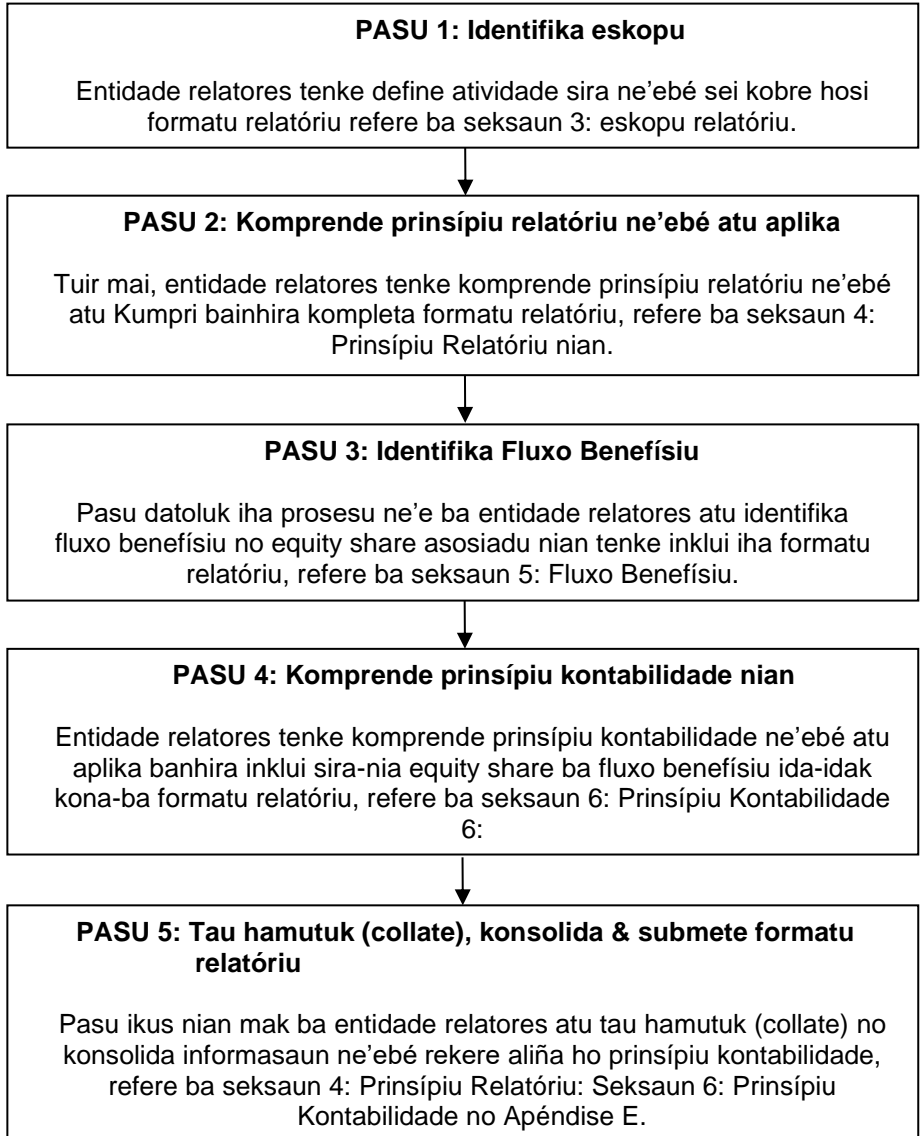 PASU 1: Identifika eskopu
Entidade relatores tenke define atividade sira ne’ebé sei kobre hosi
formatu relatóriu refere ba seksaun 3: eskopu relatóriu.
PASU 2: Komprende prinsípiu relatóriu ne’ebé atu aplika
Tuir mai, entidade relatores tenke komprende prinsípiu relatóriu ne’ebé
atu Kumpri bainhira kompleta formatu relatóriu, refere ba seksaun 4:
Prinsípiu Relatóriu nian.
PASU 3: Identifika Fluxo Benefísiu
Pasu datoluk iha prosesu ne’e ba entidade relatores atu identifika
fluxo benefísiu no equity share asosiadu nian tenke inklui iha formatu
relatóriu, refere ba seksaun 5: Fluxo Benefísiu.
PASU 4: Komprende prinsípiu kontabilidade nian
Entidade relatores tenke komprende prinsípiu kontabilidade ne’ebé atu
aplika banhira inklui sira-nia equity share ba fluxo benefísiu ida-idak
kona-ba formatu relatóriu, refere ba seksaun 6: Prinsípiu Kontabilidade
6:
PASU 5: Tau hamutuk (collate), konsolida & submete formatu
relatóriu
Pasu ikus nian mak ba entidade relatores atu tau hamutuk (collate) no
konsolida informasaun ne’ebé rekere aliña ho prinsípiu kontabilidade,
refere ba seksaun 4: Prinsípiu Relatóriu: Seksaun 6: Prinsípiu
Kontabilidade no Apéndise E.